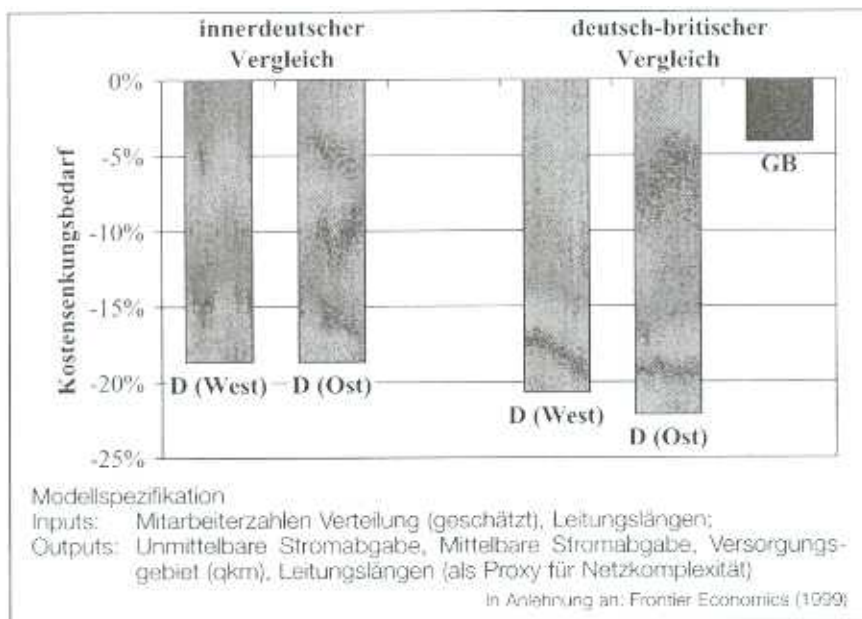 innerdeutscher
Vergleich
deutsch-britischer
Vergleich
Kostensenkungsbedarf
0%
-5%
-10%
-15%
-20%
-25%
D (West)
D (Ost)
D (West)
D (Ost)
GB
Modellspezifikation
Inputs: Mitarbeiterzahlen Verteilung (geschätzt), Leitungslängen;
Outputs: Unmittelbare Stromabgabe, Mittelbare Stromabgabe, Versorgungs-
gebiet (qkm), Leitungslängen (als Proxy für Netzkomplexität)
In Anlehnung an: Frontier Economics (1999)